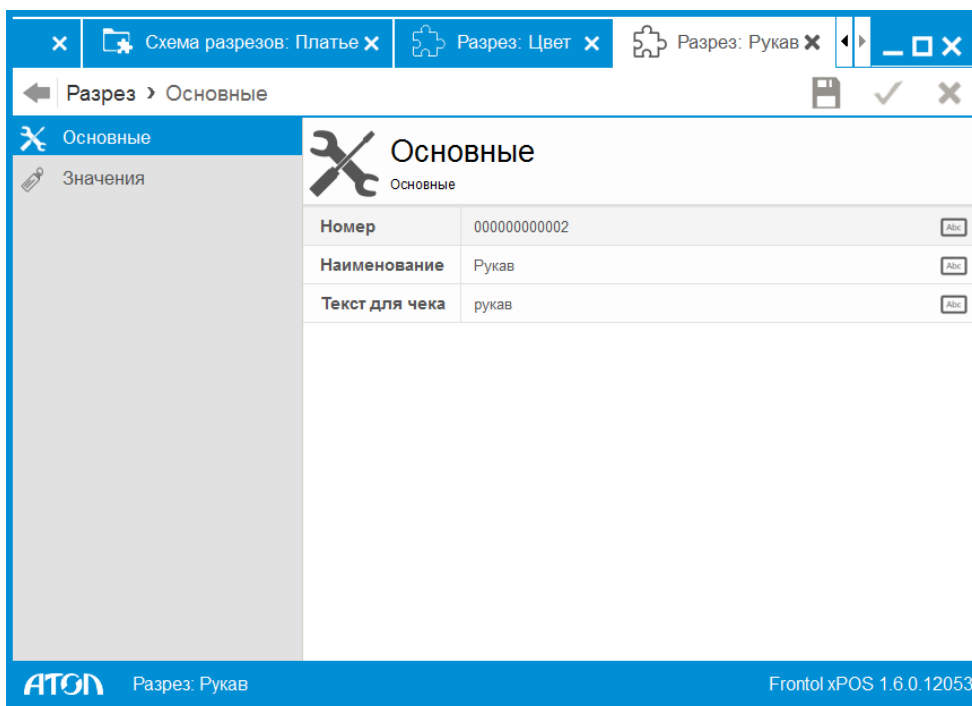 Схема разрезов: Платье Разрез: Цвет Разрез: Рукав
Разрез › Основные
Основные
Значения
Основные
Основные
Номер 000000000002 Abc
Наименование Рукав Abc
Текст для чека рукав Abc
АТОЛ Разрез: Рукав Frontol xPOS 1.6.0.12053